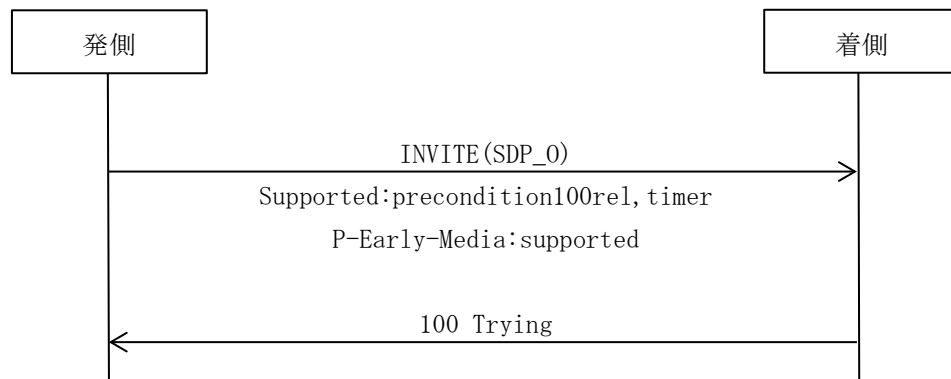 発側
着側
INVITE(SDP_O)
Supported:precondition100rel,timer
P-Early-Media:supported
100 Trying